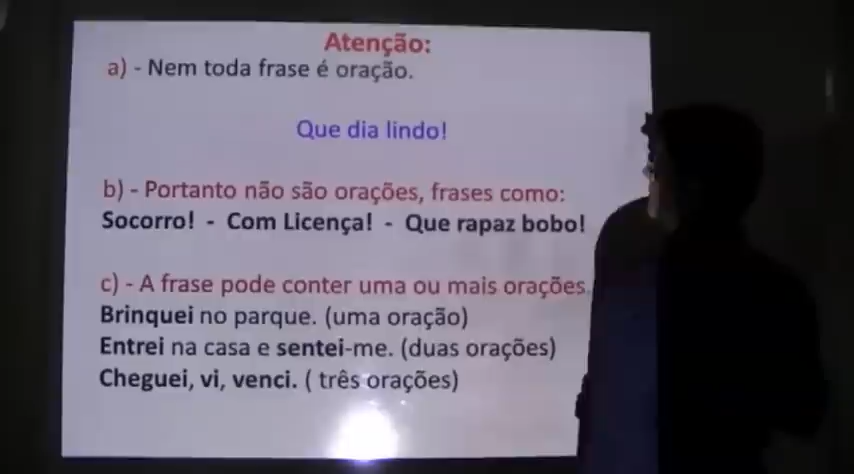 Atenção:
a) - Nem toda frase é oração.
Que dia lindo!
b) - Portanto não são orações, frases como:
Socorro! - Com Licença! - Que rapaz bobo!
c) - A frase pode conter uma ou mais orações.
Brinquei no parque. (uma oração)
Entrei na casa e sentei-me. (duas orações)
Cheguei, vi, venci. ( três orações)